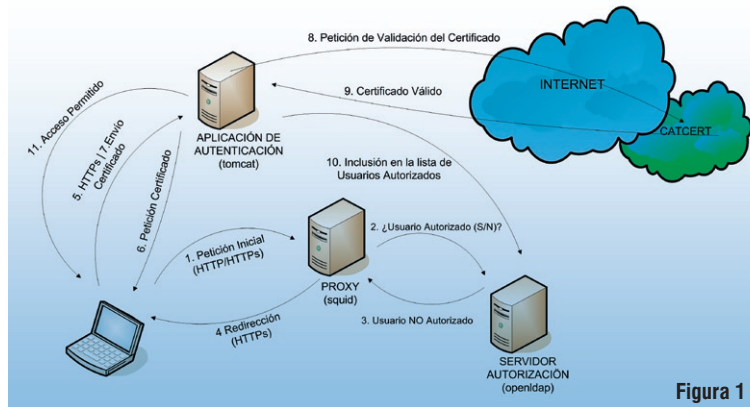 8. Petición de Validación del Certificado
INTERNET
9. Certificado Válido
CATCERT
11. Acceso Permitido
5. HTTPs | 7.Envío
Certificado
6. Petición Certificado
APLICACIÓN DE
AUTENTICACIÓN
(tomcat)
10. Inclusión en la lista de
Usuarios Autorizados
1. Petición Inicial
(HTTP/HTTPs)
2. ¿Usuario Autorizado (S/N)?
PROXY
(squid)
4 Redirección
(HTTPs)
3. Usuario NO Autorizado
SERVIDOR
AUTORIZACIÓN
(openldap)
Figura 1